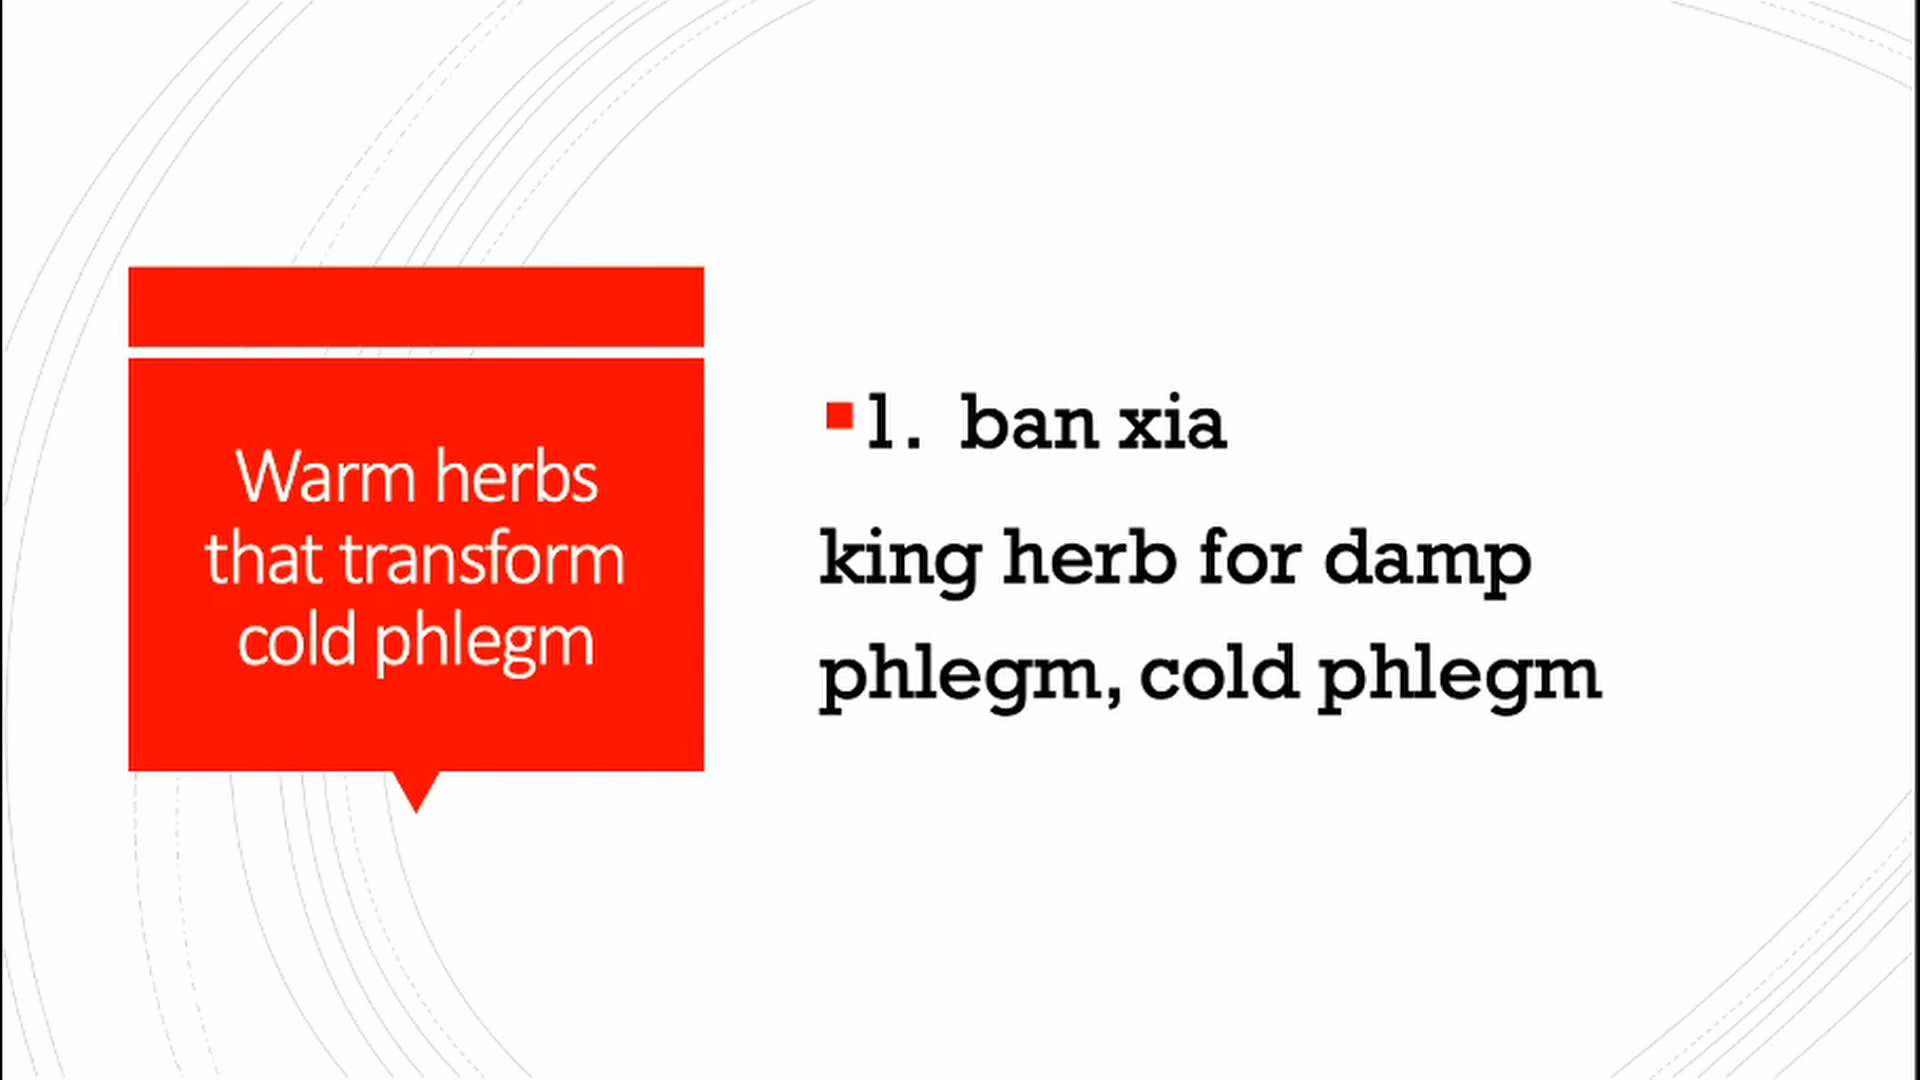 Warm herbs
that transform
cold phlegm
1. ban xia
king herb for damp
phlegm, cold phlegm